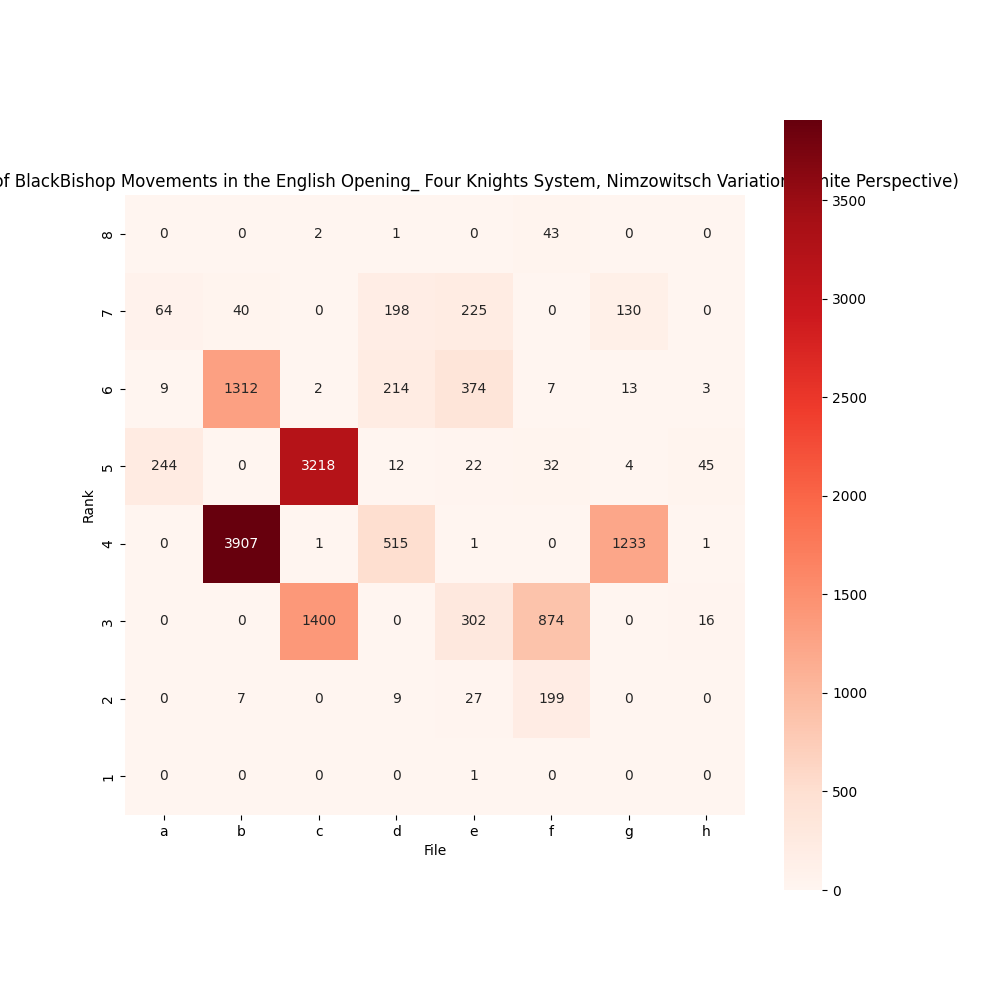 of BlackBishop Movements in the English Opening_ Four Knights System, Nimzowitsch Variation Perspective)
3500
8 0 0 2 1 0 43 0 0
3000
7 64 40 0 198 225 0 130 0
6 9 1312 2 214 374 7 13 3
2500
5 244 0 3218 12 22 32 4 45
2000
Rank
4 0 3907 1 515 1 0 1233 1
1500
3 0 0 1400 0 302 874 0 16
1000
2 0 7 0 9 27 199 0 0
1 0 0 0 0 1 0 0 0
500
a b c d e f g h
File
0